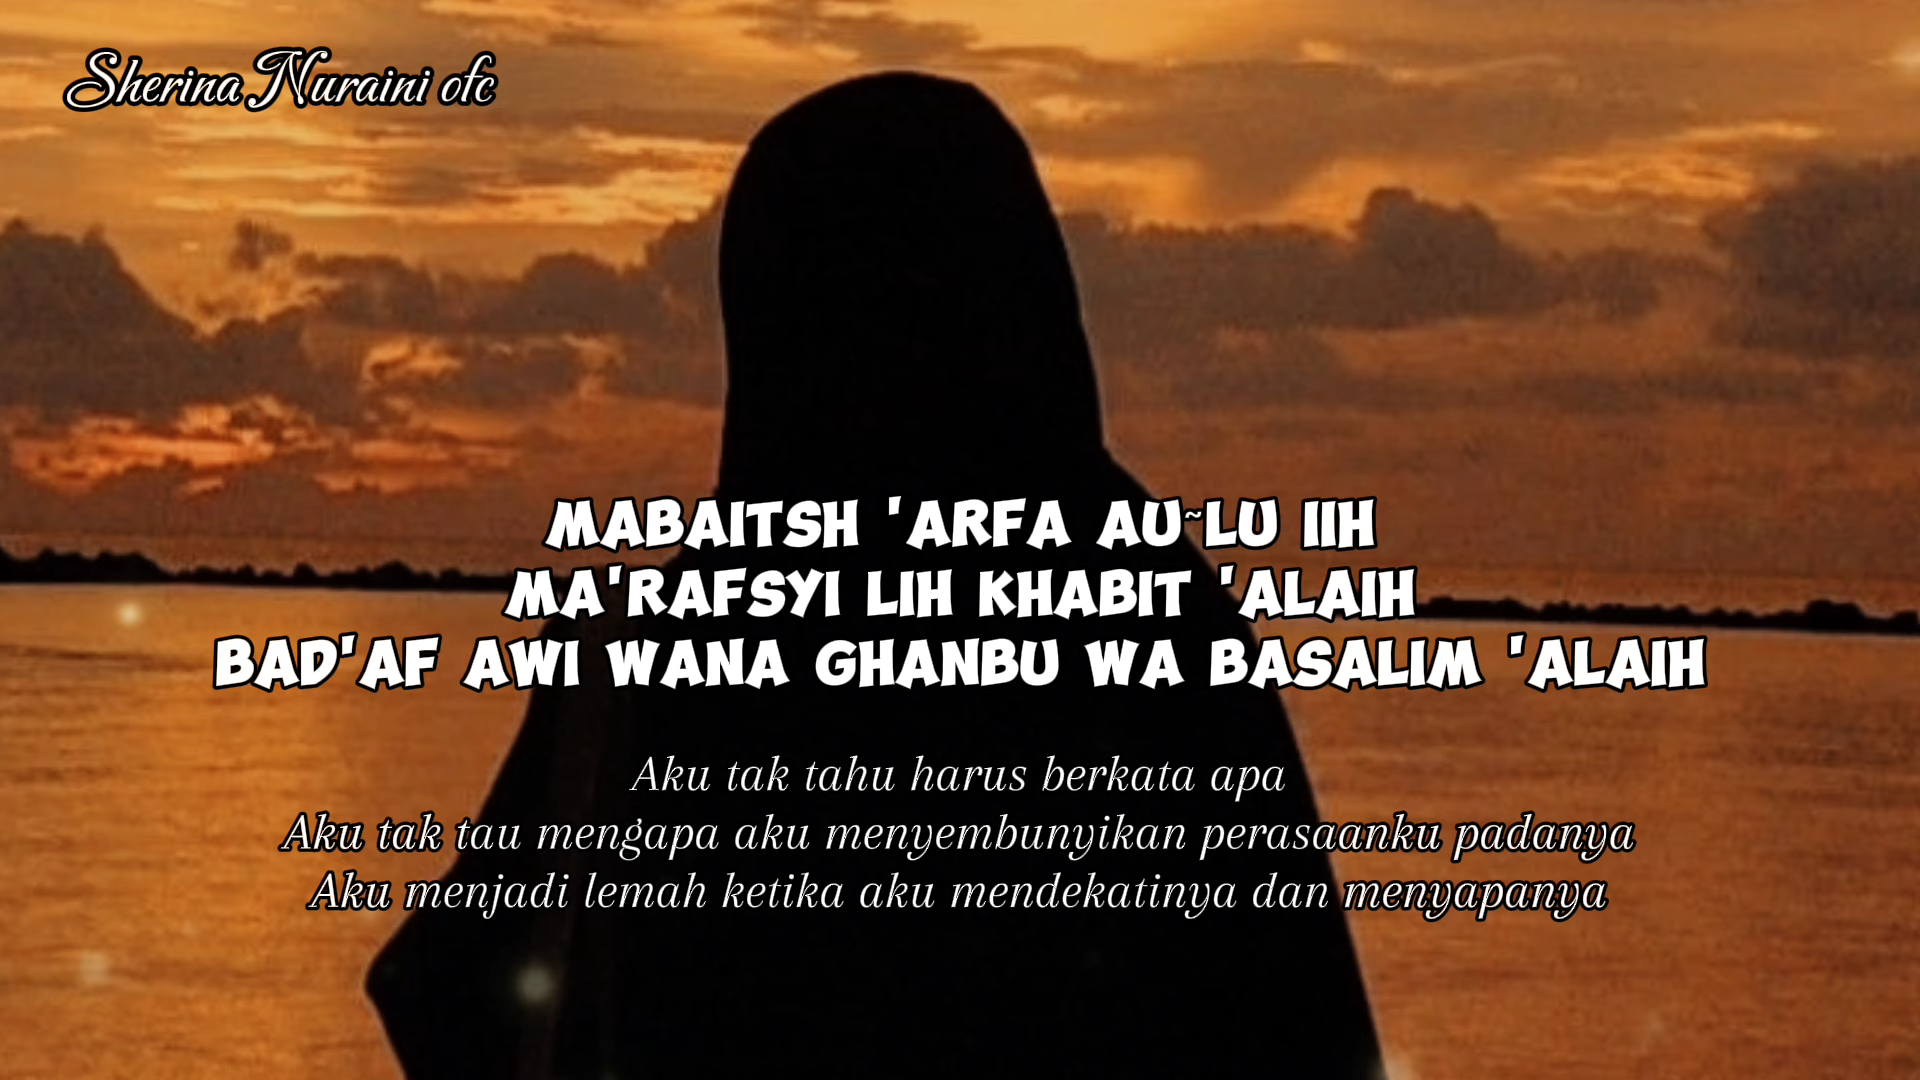 Sherina Nuraini ofc
MABAITSH 'ARFA AU~LU IIH
MA'RAFSYI LIH KHABIT 'ALAIH
BAD'AF AWI WANA GHANBU WA BASALIM 'ALAIH
Aku tak tahu harus berkata apa
Aku tak tau mengapa aku menyembunyikan perasaanku padanya
Aku menjadi lemah ketika aku mendekatinya dan menyapanya